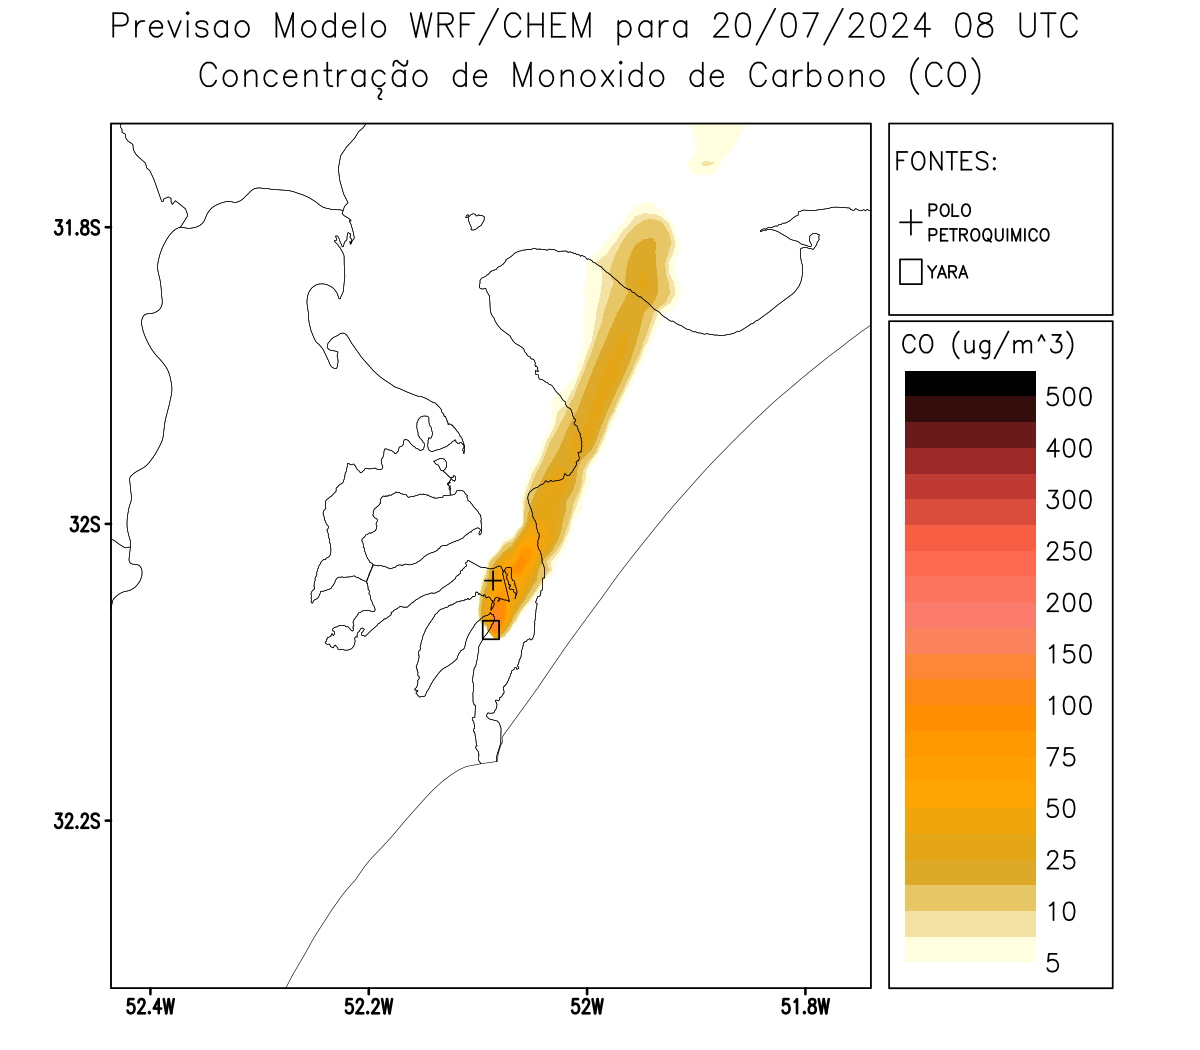 Previsao Modelo WRF/CHEM para 20/07/2024 08 UTC
Concentração de Monoxido de Carbono (CO)
FONTES:
POLO
PETROQUIMICO
YARA
CO (ug/m^3)
500
400
300
250
200
150
100
75
50
25
10
5
31.8S
32S
32.2S
52.4W
52.2W
52W
51.8W